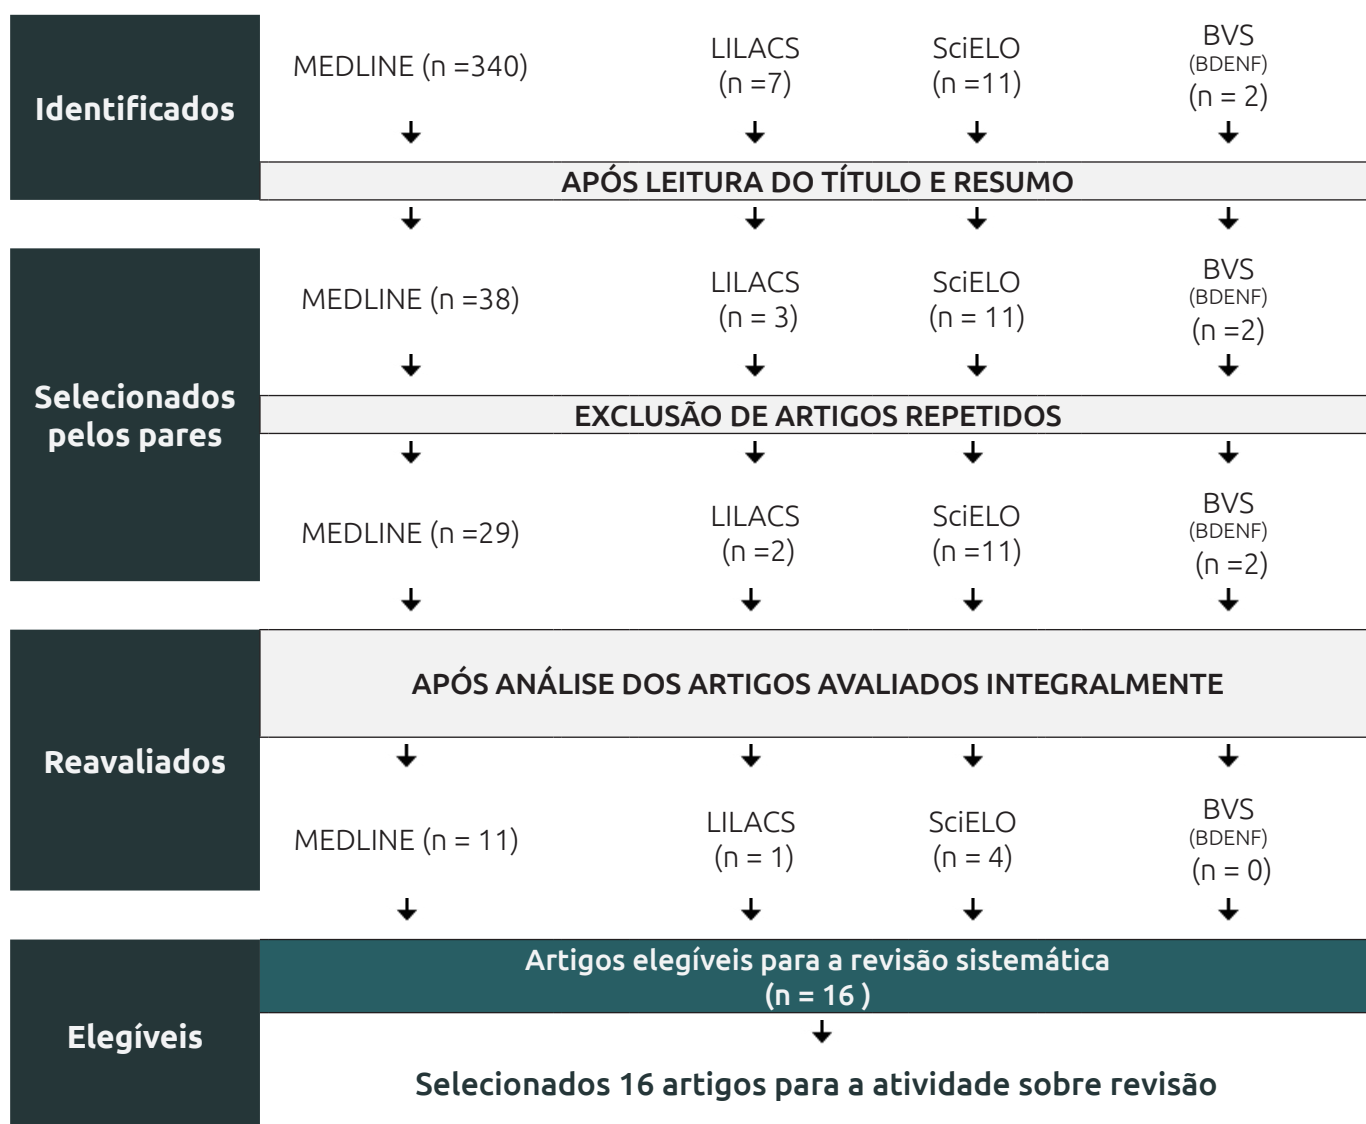 Identificados
MEDLINE (n =340)
LILACS
(n =7)
SciELO
(n =11)
BVS
(BDENF)
(n = 2)
APÓS LEITURA DO TÍTULO E RESUMO
Selecionados
pelos pares
MEDLINE (n =38)
LILACS
(n = 3)
SciELO
(n = 11)
BVS
(BDENF)
(n =2)
EXCLUSÃO DE ARTIGOS REPETIDOS
MEDLINE (n =29)
LILACS
(n =2)
SciELO
(n =11)
BVS
(BDENF)
(n =2)
Reavaliados
APÓS ANÁLISE DOS ARTIGOS AVALIADOS INTEGRALMENTE
MEDLINE (n = 11)
LILACS
(n = 1)
SciELO
(n = 4)
BVS
(BDENF)
(n = 0)
Elegíveis
Artigos elegíveis para a revisão sistemática
(n = 16 )
Selecionados 16 artigos para a atividade sobre revisão